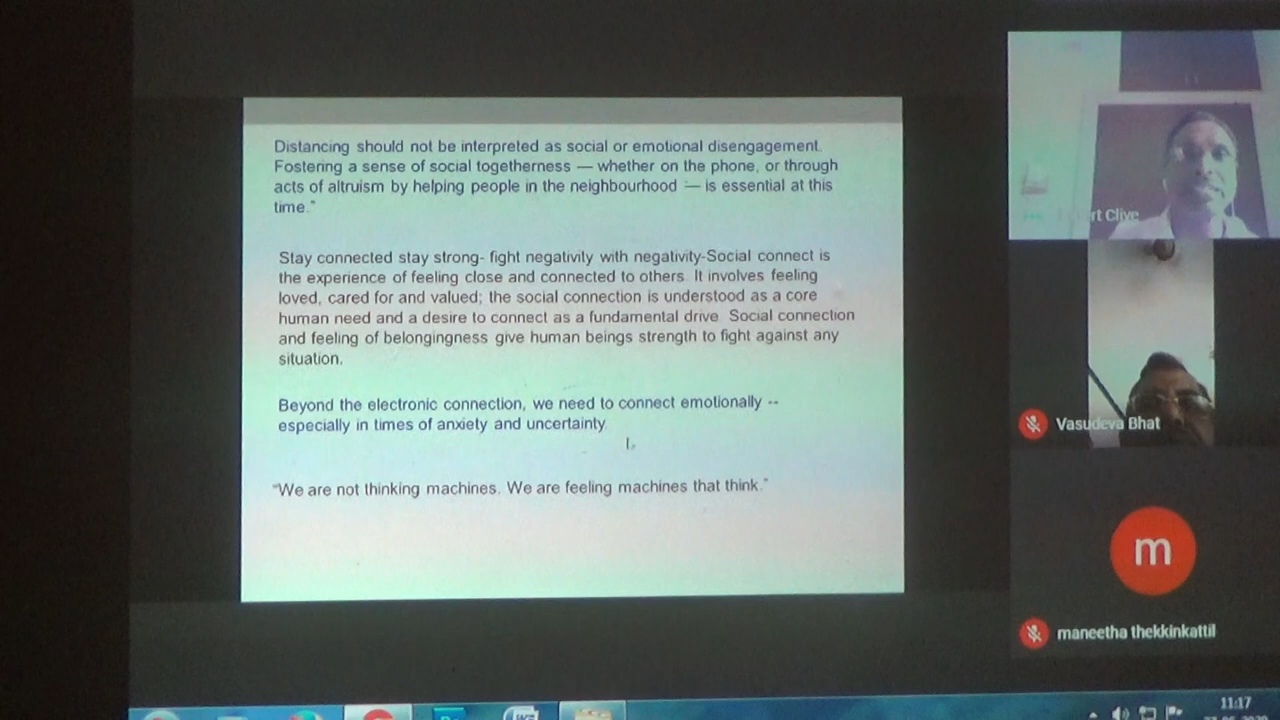 Distancing should not be interpreted as social or emotional disengagement.
Fostering a sense of social togetherness — whether on the phone, or through
acts of altruism by helping people in the neighbourhood — is essential at this
time.”
Stay connected stay strong- fight negativity with negativity-Social connect is
the experience of feeling close and connected to others. It involves feeling
loved, cared for and valued; the social connection is understood as a core
human need and a desire to connect as a fundamental drive. Social connection
and feeling of belongingness give human beings strength to fight against any
situation.
Beyond the electronic connection, we need to connect emotionally --
especially in times of anxiety and uncertainty.
“We are not thinking machines. We are feeling machines that think.”
Clive
Vasudeva Bhat
m
maneetha thekkinkattil
11:17